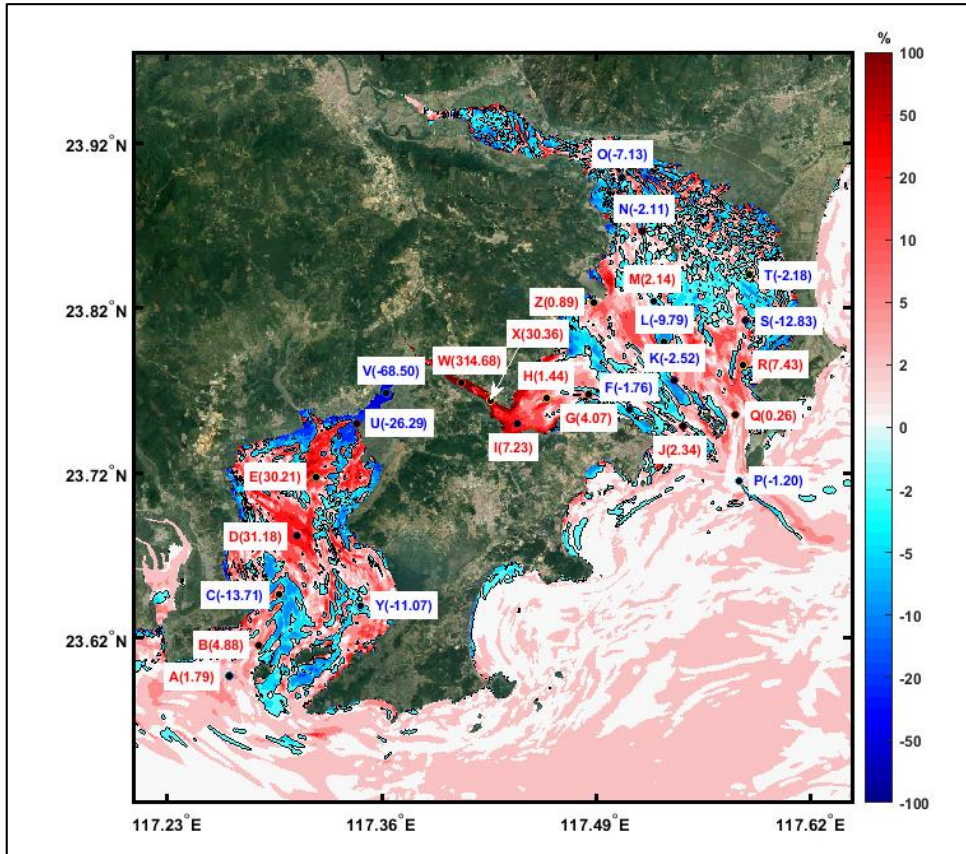 %
100
50
20
10
5
2
0
-2
-5
-10
-20
-50
-100
23.92°N
23.82°N
23.72°N
23.62°N
O(-7.13)
N(-2.11)
M(2.14)
T(-2.18)
Z(0.89)
L(-9.79)
S(-12.83)
X(30.36)
K(-2.52)
W(314.68)
R(7.43)
V(-68.50)
H(1.44)
F(-1.76)
G(4.07)
Q(0.26)
U(-26.29)
I(7.23)
J(2.34)
E(30.21)
P(-1.20)
D(31.18)
C(-13.71)
Y(-11.07)
B(4.88)
A(1.79)
117.23°E
117.36°E
117.49°E
117.62°E